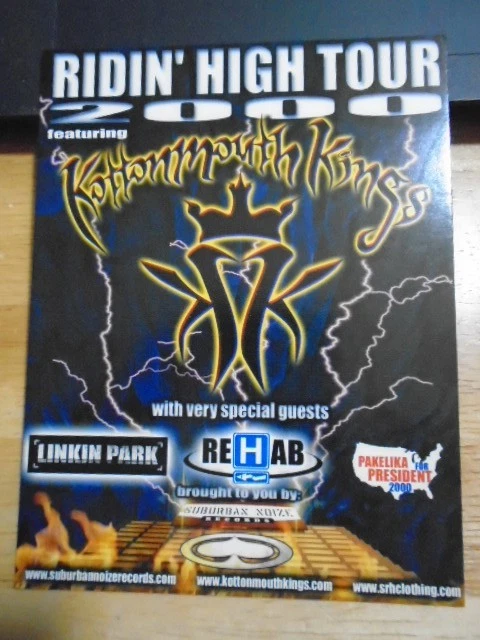 RIDIN' HIGH TOUR
2000
featuring
Kottonmouth Kings
with very special guests
LINKIN PARK
REHAB
PAKELIKA
FOR
PRESIDENT
2000
brought to you by:
SUBURBAN NOIZE
RECORDS
www.suburbannoizerecords.com www.kottonmouthkings.com www.srhclothing.com